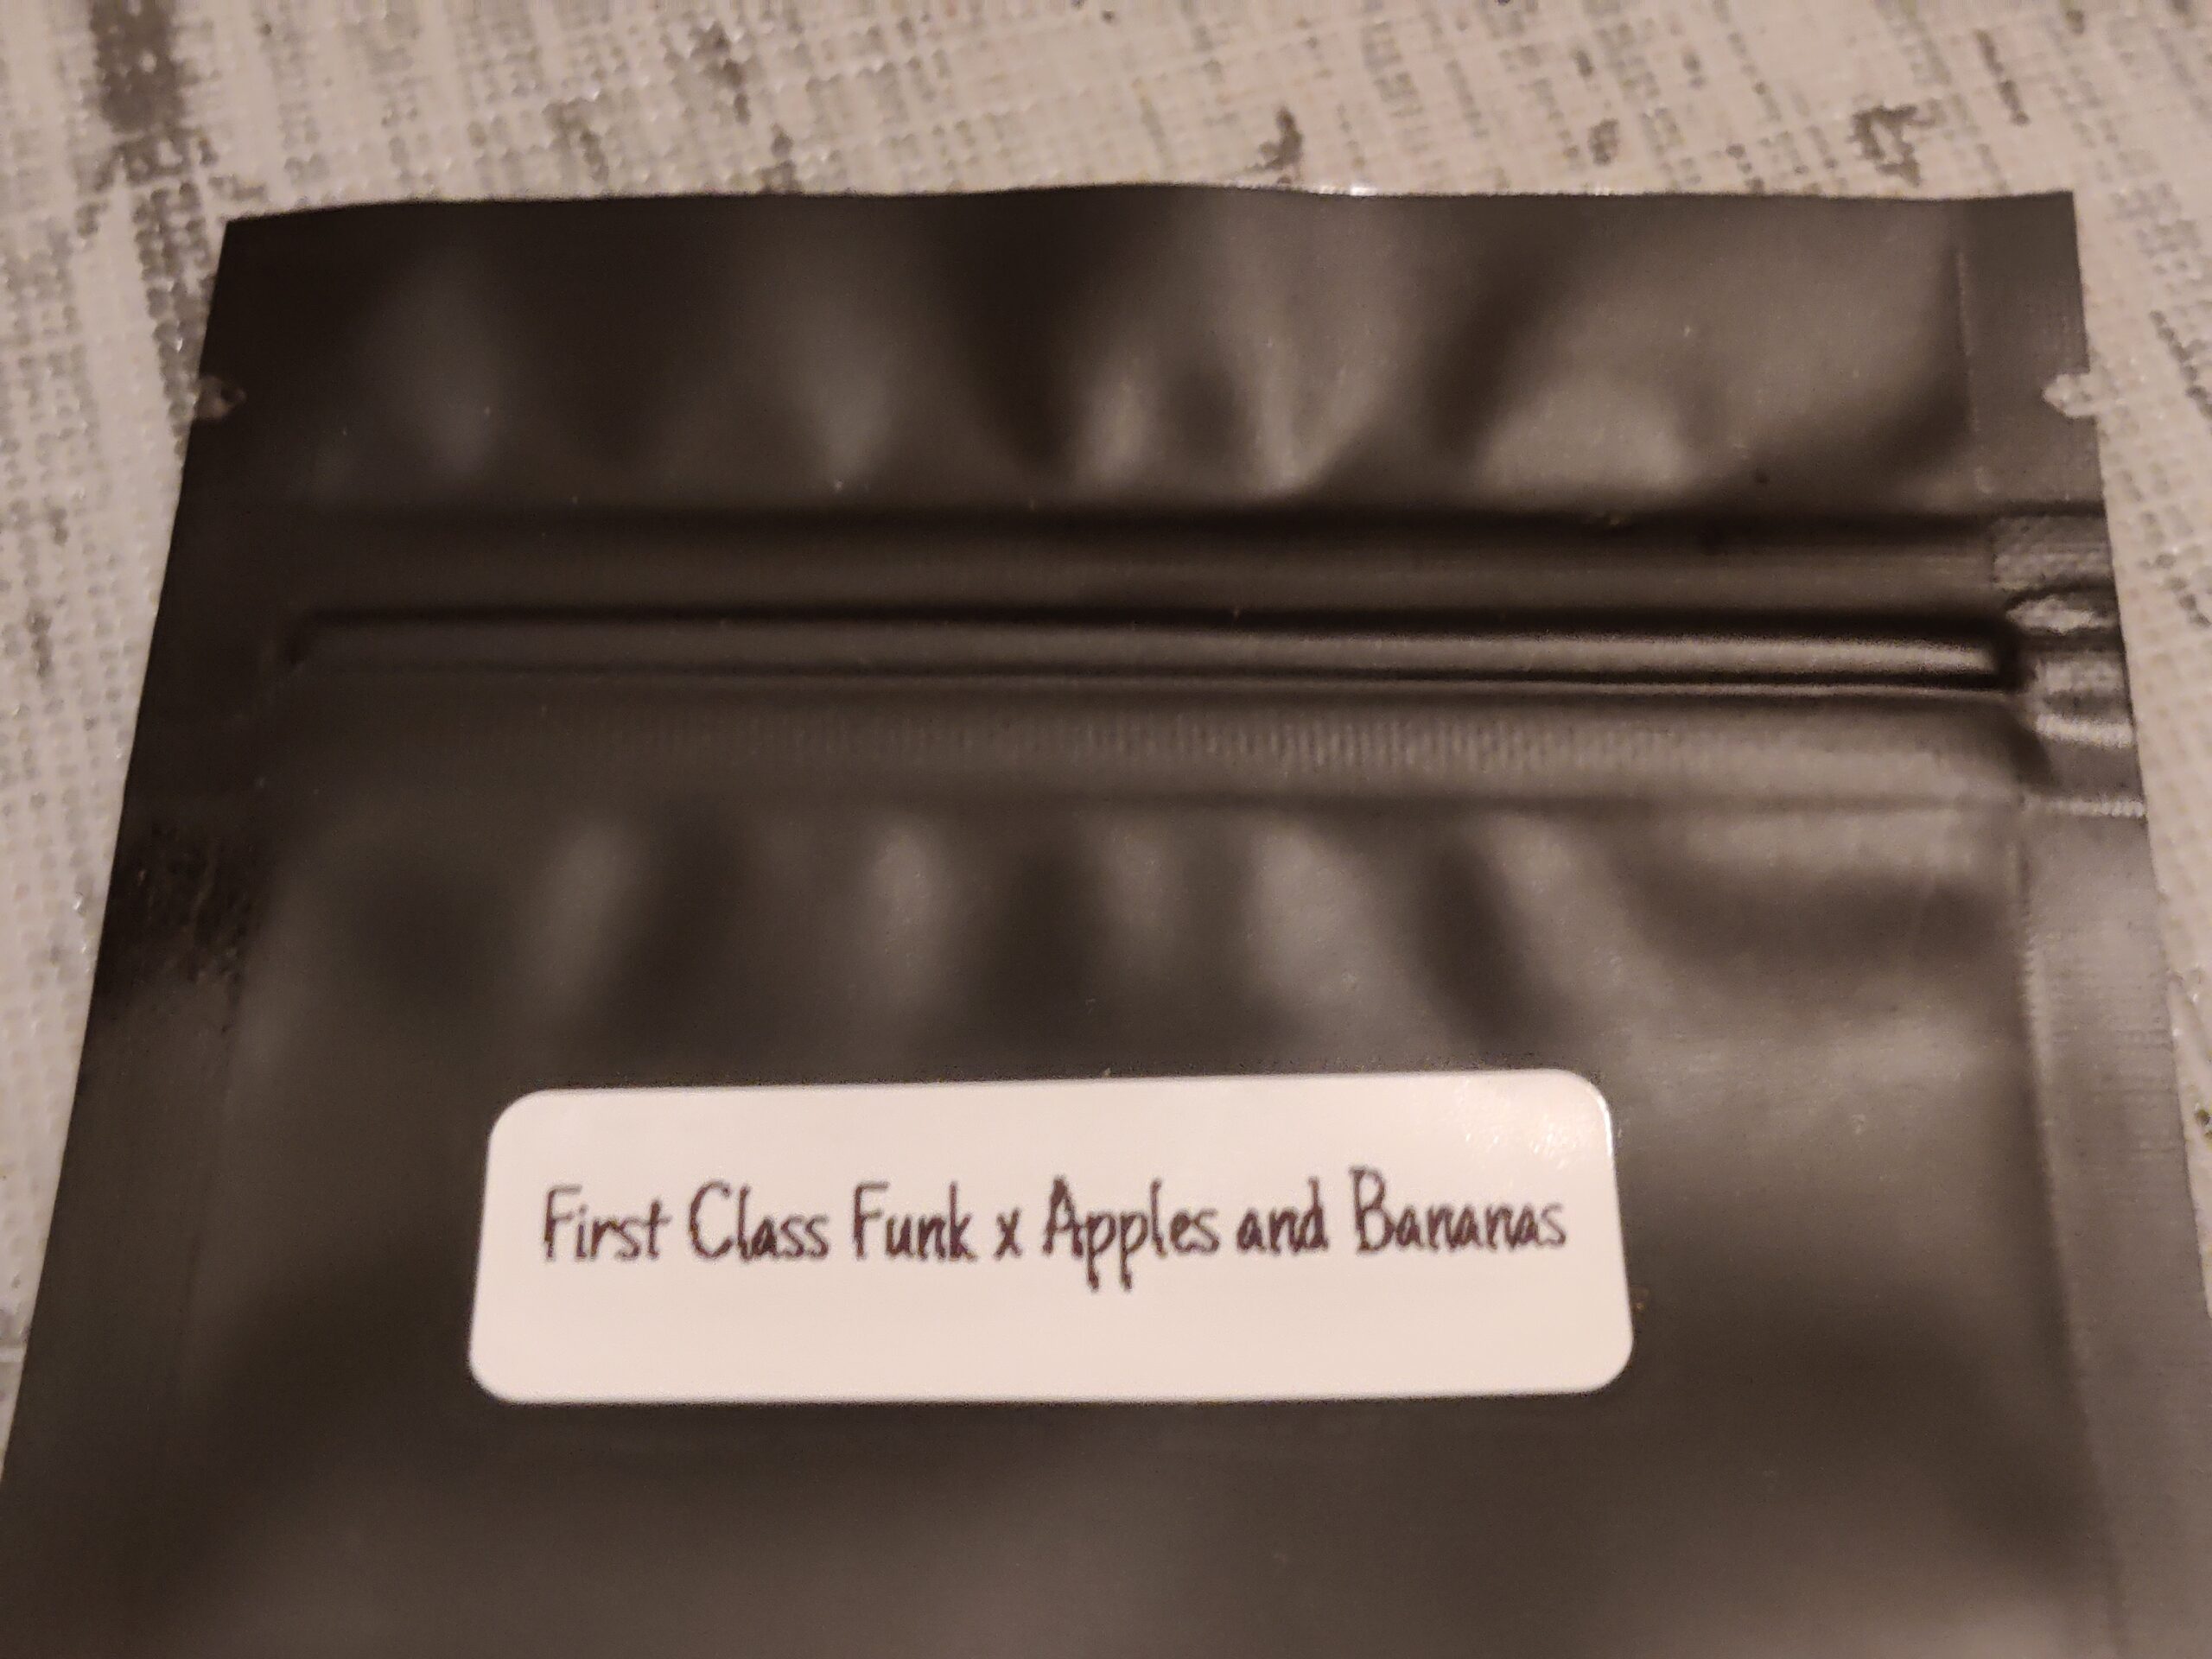 First Class Funk x Apples and Bananas